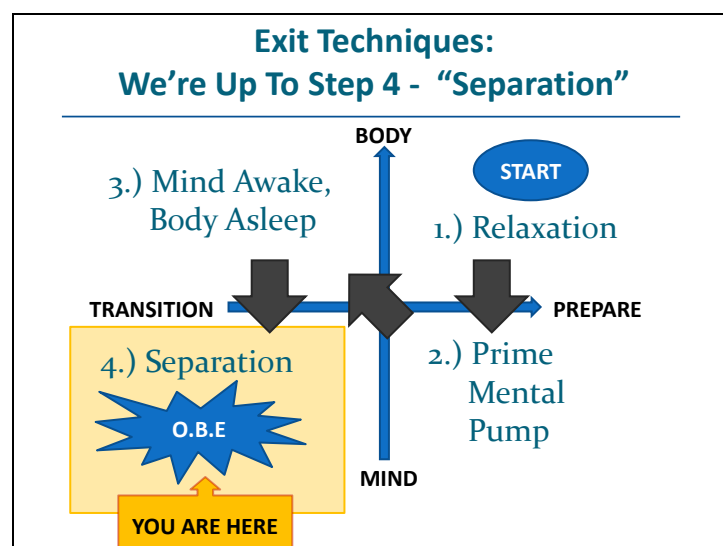 Exit Techniques:
We're Up To Step 4 - "Separation"
BODY
START
3.) Mind Awake,
Body Asleep
1.) Relaxation
TRANSITION
PREPARE
4.) Separation
O.B.E
2.) Prime
Mental
Pump
MIND
YOU ARE HERE